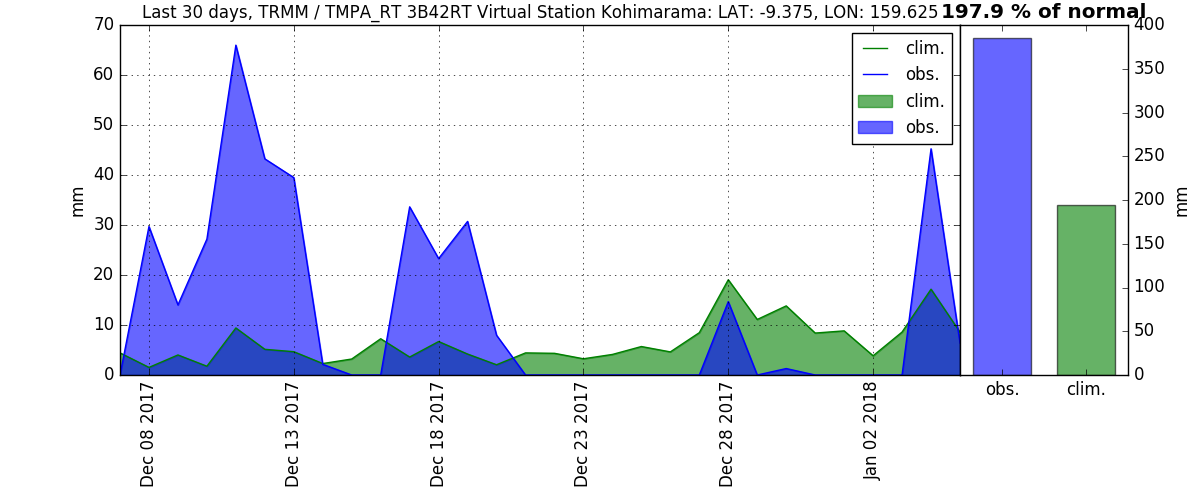 Last 30 days, TRMM / TMPA_RT 3B42RT Virtual Station Kohimarama: LAT: -9.375, LON: 159.625
197.9 % of normal
70
60
50
40
30
20
10
0
mm
clim.
obs.
clim.
obs.
Dec 08 2017
Dec 13 2017
Dec 18 2017
Dec 23 2017
Dec 28 2017
Jan 02 2018
400
350
300
250
200
150
100
50
0
mm
obs.
clim.